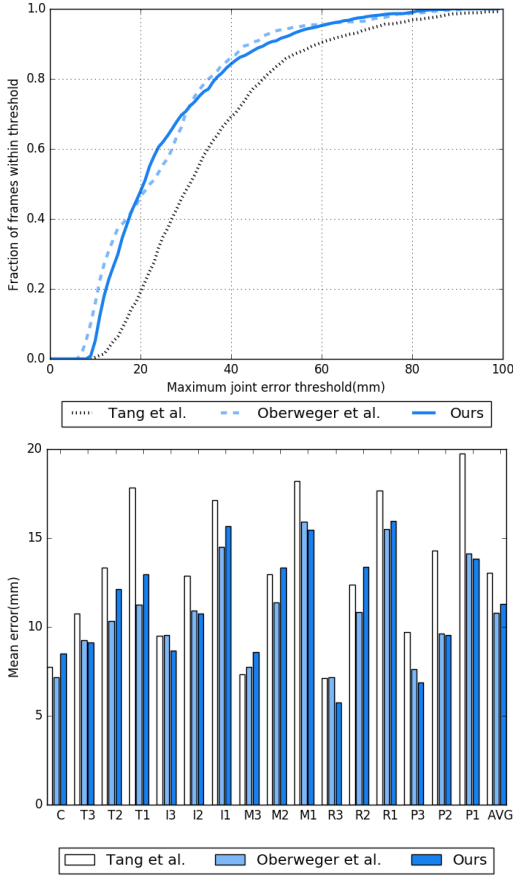 1.0
0.8
0.6
0.4
0.2
0.0
Fraction of frames within threshold
0 20 40 60 80 100
Maximum joint error threshold(mm)
Tang et al. Oberweger et al. Ours
20
15
10
5
0
Mean error(mm)
C T3 T2 T1 I3 I2 I1 M3 M2 M1 R3 R2 R1 P3 P2 P1 AVG
Tang et al. Oberweger et al. Ours